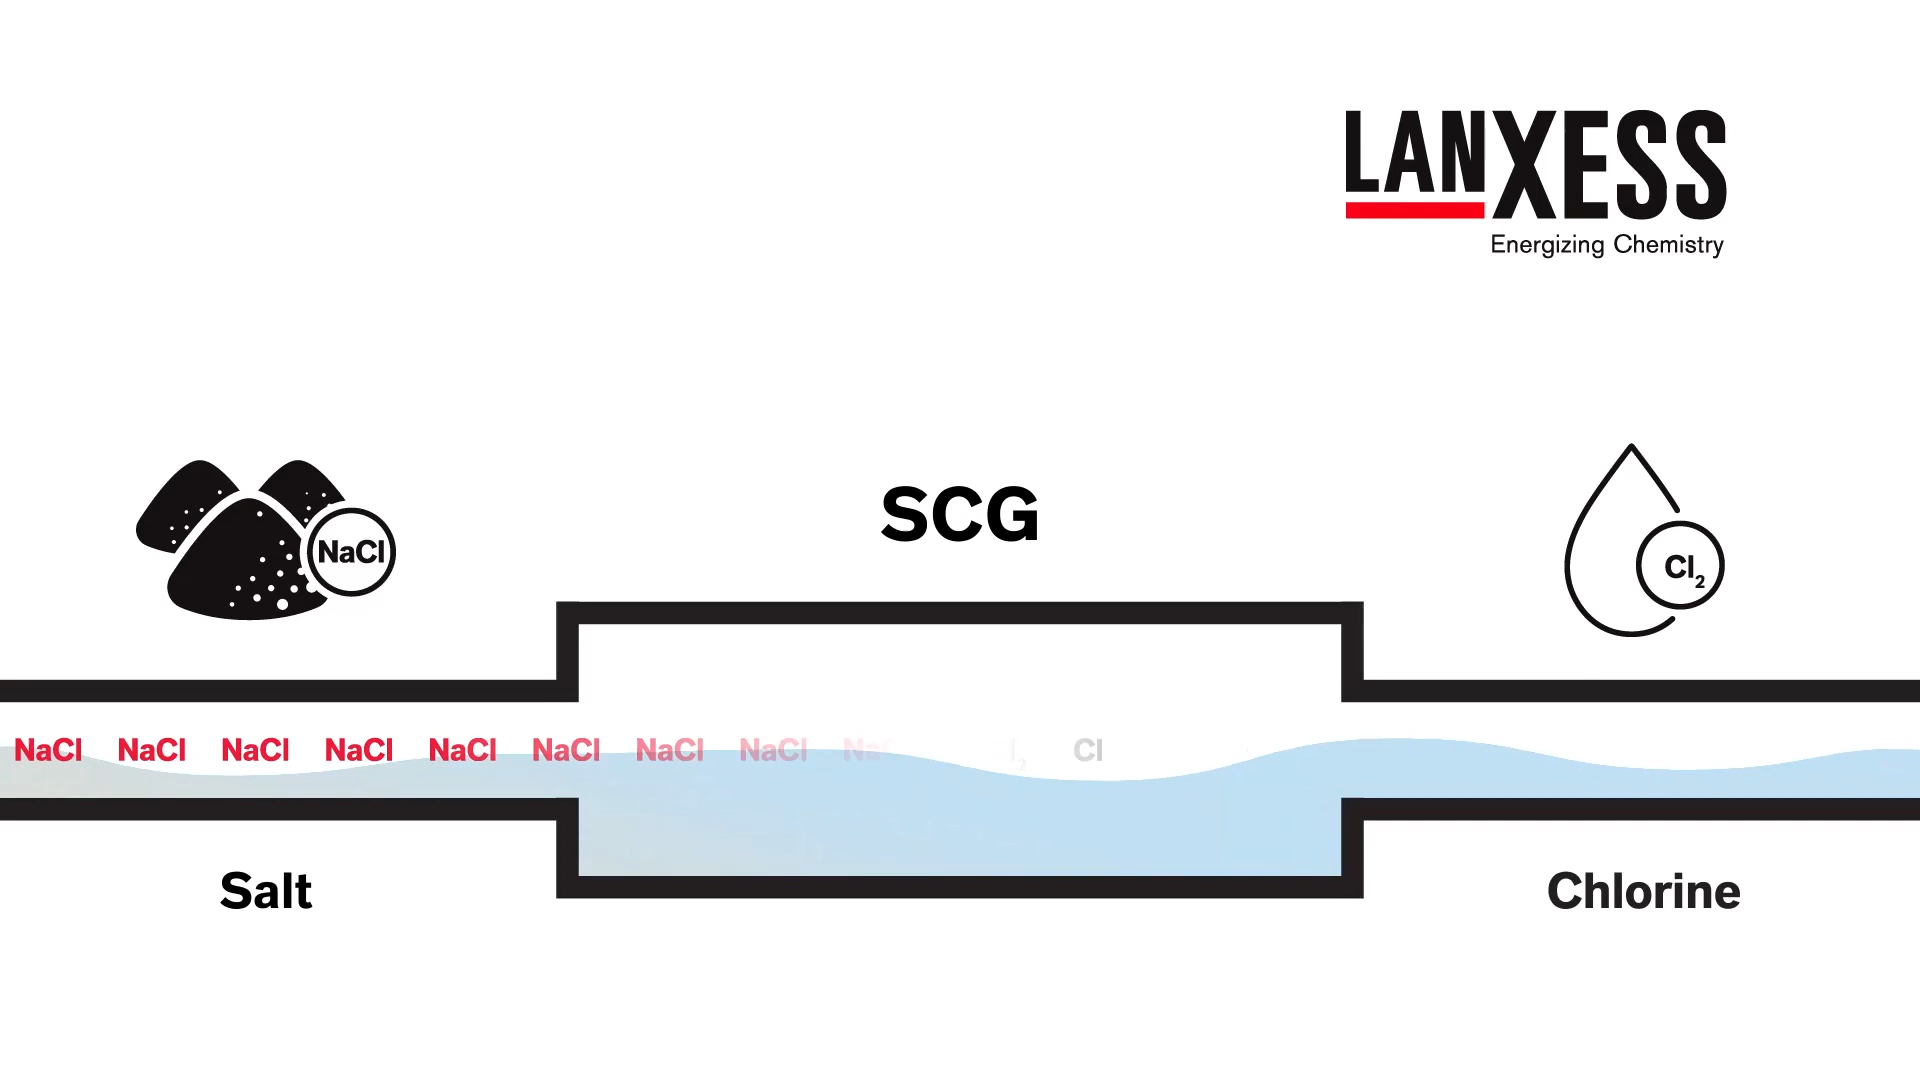 LANXESS
Energizing Chemistry
SCG
NaCl
Cl₂
NaCl NaCl NaCl NaCl NaCl NaCl NaCl NaCl Cl
Salt
Chlorine